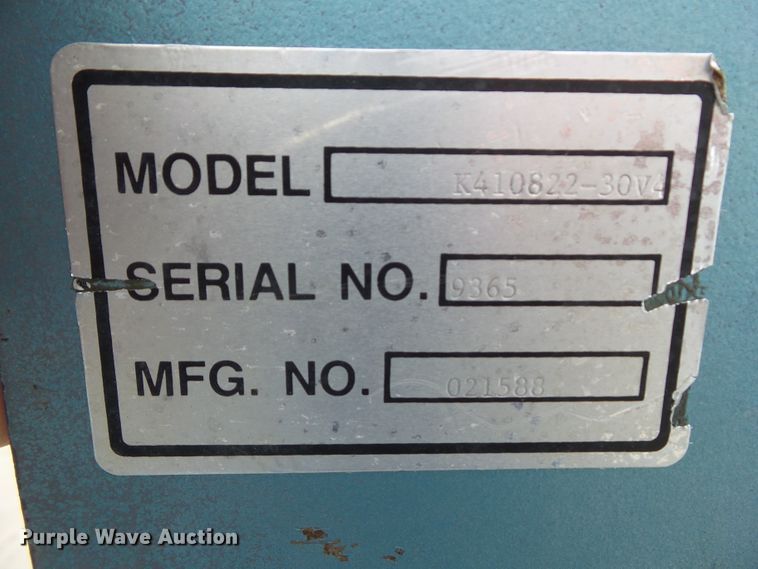 MODEL K410822-30V4
SERIAL NO. 9365
MFG. NO. 021588
Purple Wave Auction®